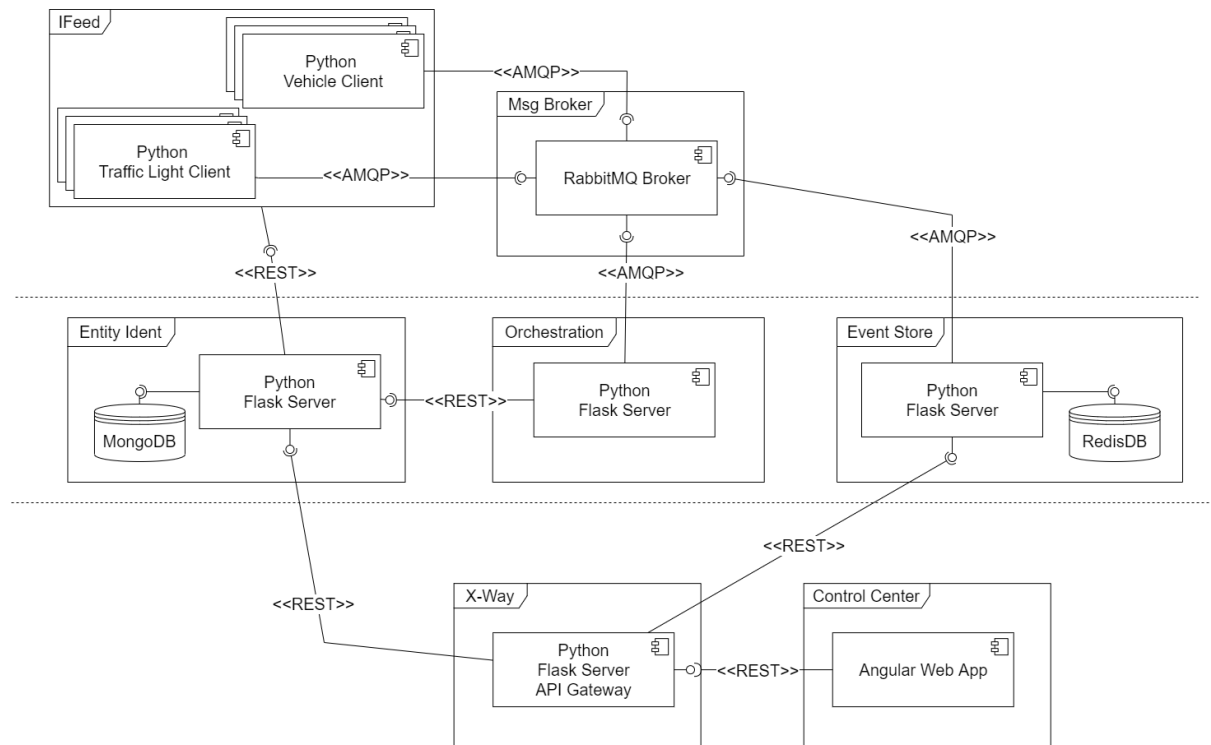 IFeed
Python
Vehicle Client
<<AMQP>>
Msg Broker
Python
Traffic Light Client
<<AMQP>>
RabbitMQ Broker
<<AMQP>>
<<REST>>
<<AMQP>>
Entity Ident
Orchestration
Event Store
Python
Flask Server
Python
Flask Server
Python
Flask Server
<<REST>>
MongoDB
RedisDB
<<REST>>
<<REST>>
X-Way
Control Center
Python
Flask Server
API Gateway
<<REST>>
Angular Web App